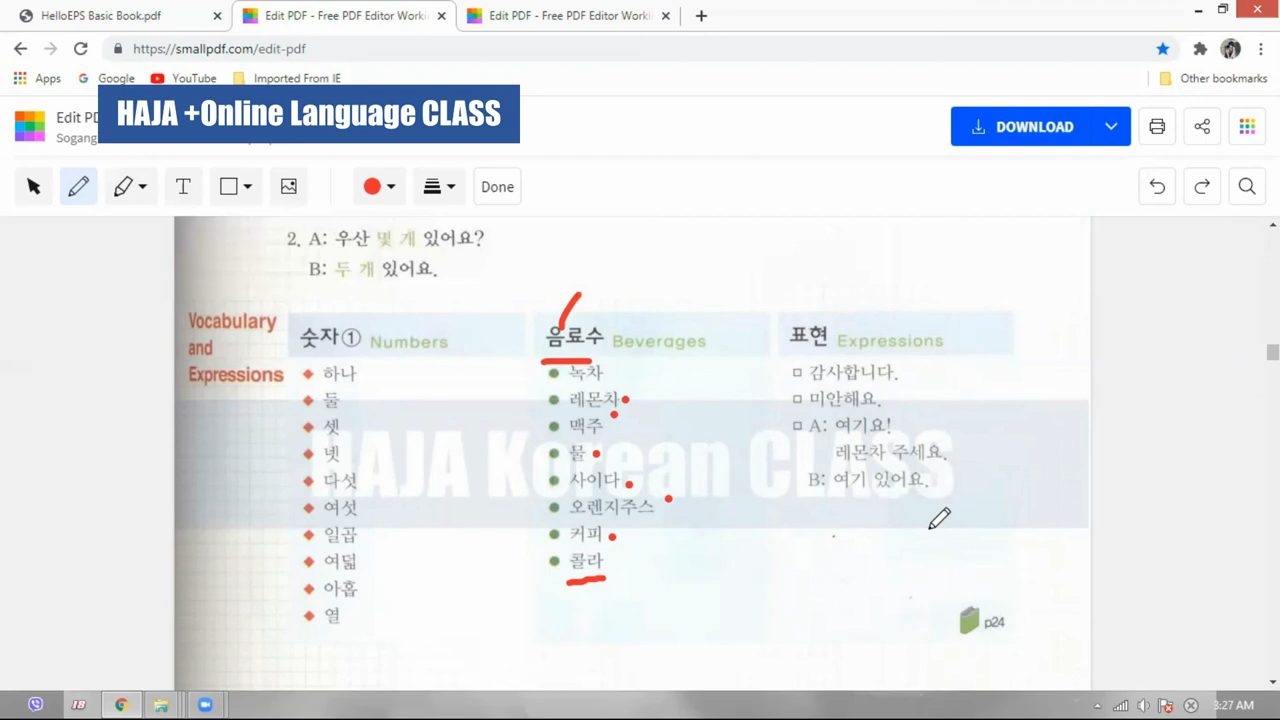 HelloEPS Basic Book.pdf
Edit PDF - Free PDF Editor Worki
Edit PDF - Free PDF Editor Worki
https://smallpdf.com/edit-pdf
Apps
Google
YouTube
Imported From IE
Other bookmarks
HAJA +Online Language CLASS
Edit PD
Sogang
DOWNLOAD
Done
2. A: 우산 몇 개 있어요?
B: 두 개 있어요.
Vocabulary
and
Expressions
숫자① Numbers
하나
둘
셋
넷
다섯
여섯
일곱
여덟
아홉
열
음료수 Beverages
녹차
레몬차
맥주
물
사이다
오렌지주스
커피
콜라
표현 Expressions
감사합니다.
미안해요.
A: 여기요!
레몬차 주세요.
B: 여기 있어요.
HAJA Korean CLASS
p24
18
3:27 AM